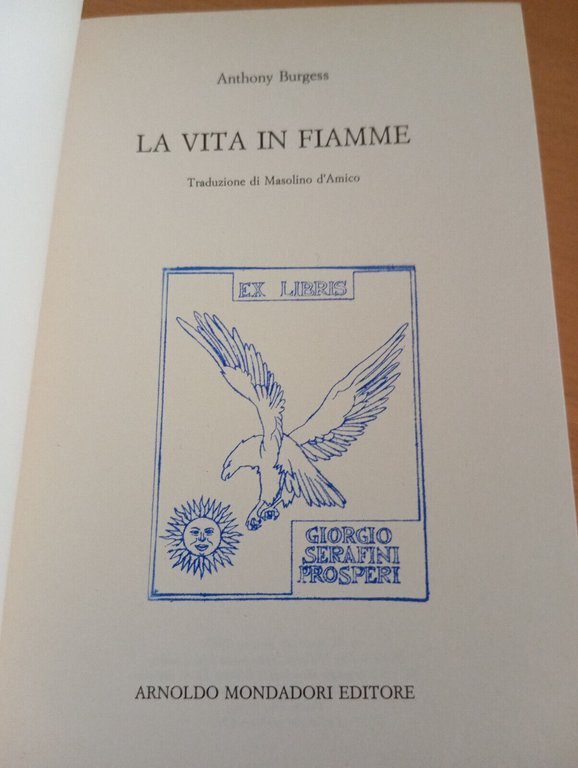 Anthony Burgess
LA VITA IN FIAMME
Traduzione di Masolino d'Amico
EX LIBRIS
GIORGIO
SERAFINI
PROSPERI
ARNOLDO MONDADORI EDITORE